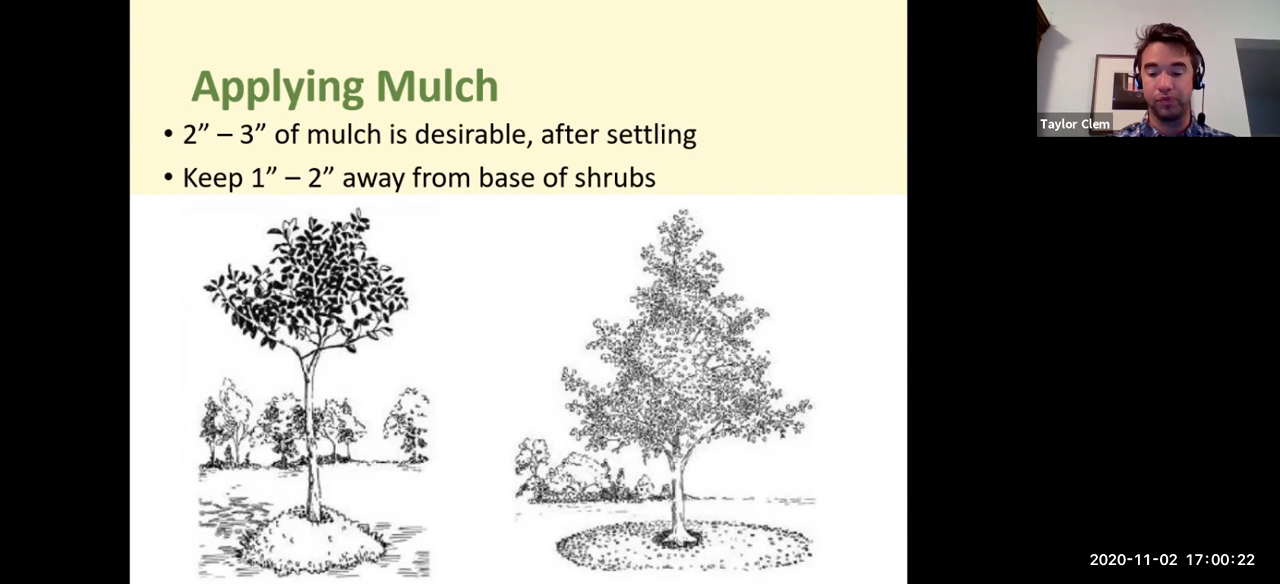 Applying Mulch
• 2” – 3” of mulch is desirable, after settling
• Keep 1” – 2” away from base of shrubs
Taylor Clem
2020-11-02 17:00:22